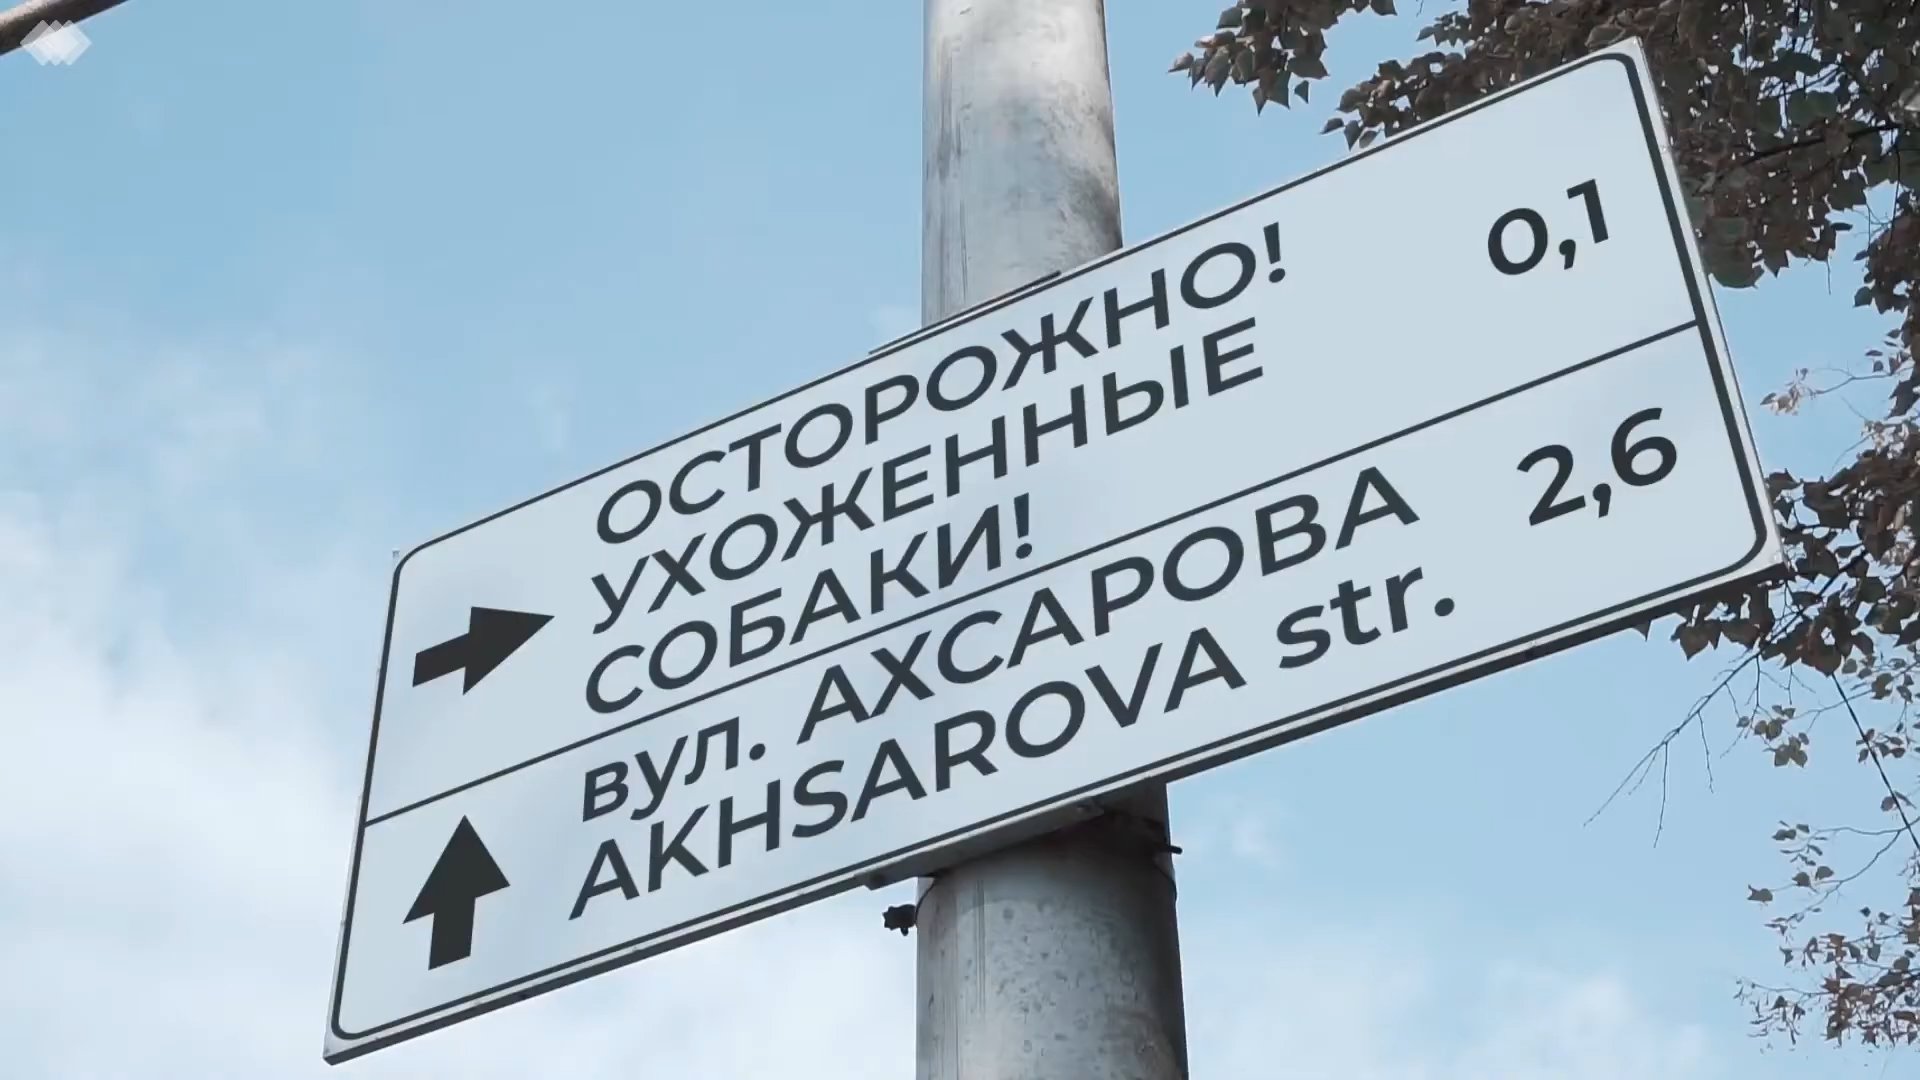 ОСТОРОЖНО!
УХОЖЕННЫЕ
СОБАКИ!
0,1
вул. АХСАРОВА
AKHSAROVA str.
2,6